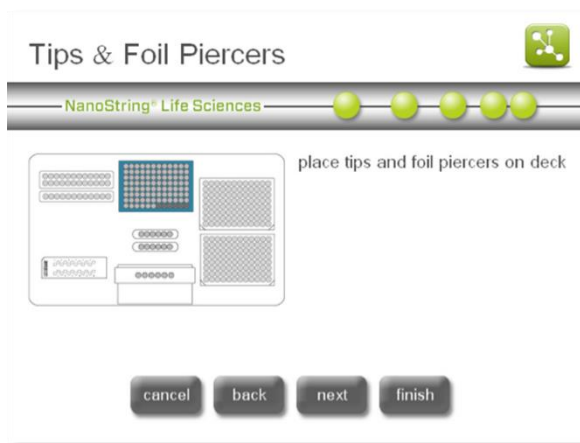 Tips & Foil Piercers
NanoString® Life Sciences
place tips and foil piercers on deck
cancel
back
next
finish